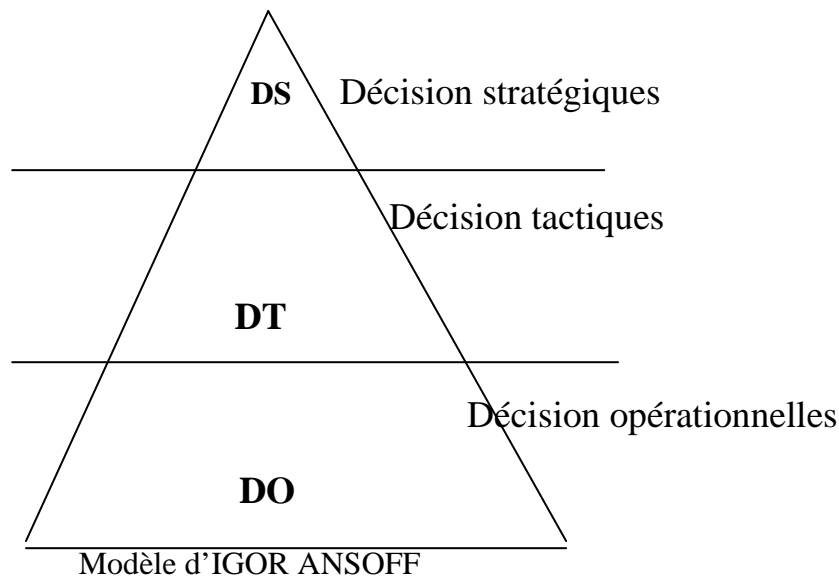 DS Décision stratégiques
Décision tactiques
DT
Décision opérationnelles
DO
Modèle d'IGOR ANSOFF